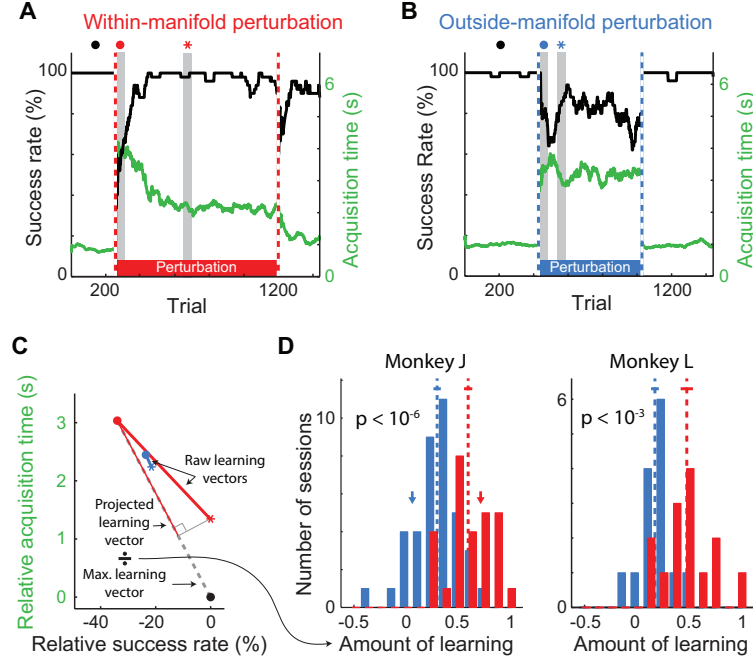 A
Within-manifold perturbation
Success rate (%)
100
0
6
0
Acquisition time (s)
Perturbation
200
1200
Trial
B
Outside-manifold perturbation
Success Rate (%)
100
0
6
0
Acquisition time (s)
Perturbation
200
1200
Trial
C
Relative acquisition time (s)
3
2
1
0
Raw learning
vectors
Projected
learning
vector
÷
Max. learning
vector
-40
-20
0
Relative success rate (%)
D
Monkey J
p < 10-6
Number of sessions
10
0
-0.5
0
0.5
1
Amount of learning
Monkey L
p < 10-3
6
0
-0.5
0
0.5
1
Amount of learning